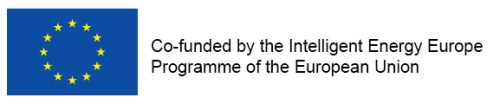 Co-funded by the Intelligent Energy Europe
Programme of the European Union